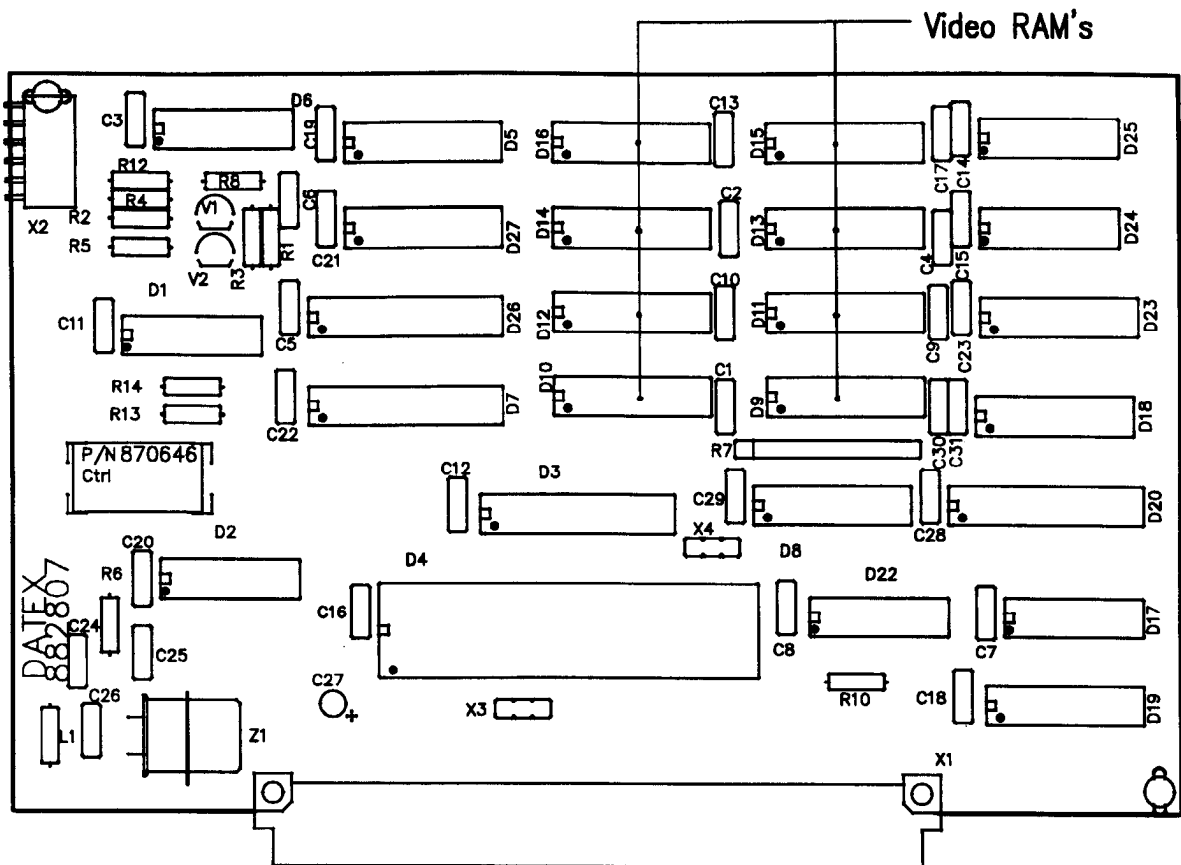 Video RAM's
C3
D6
C19
D5
D16
C13
D15
C17
C14
D25
R12
R8
R4
R2
V1
C6
X2
R5
V2
R3
R1
C21
D27
D14
C2
D13
C4
C15
D24
D1
C11
C5
D26
D12
C10
D11
C9
C23
D23
R14
R13
C22
D7
D10
C1
D9
C30
C31
D18
R7
P/N 870646
Ctrl
C12
D3
C29
X4
C28
D20
C20
D2
D4
D8
D22
R6
DATEX
882807
C24
C25
C16
C8
C7
D17
C26
C27
+
X3
R10
C18
D19
L1
Z1
X1